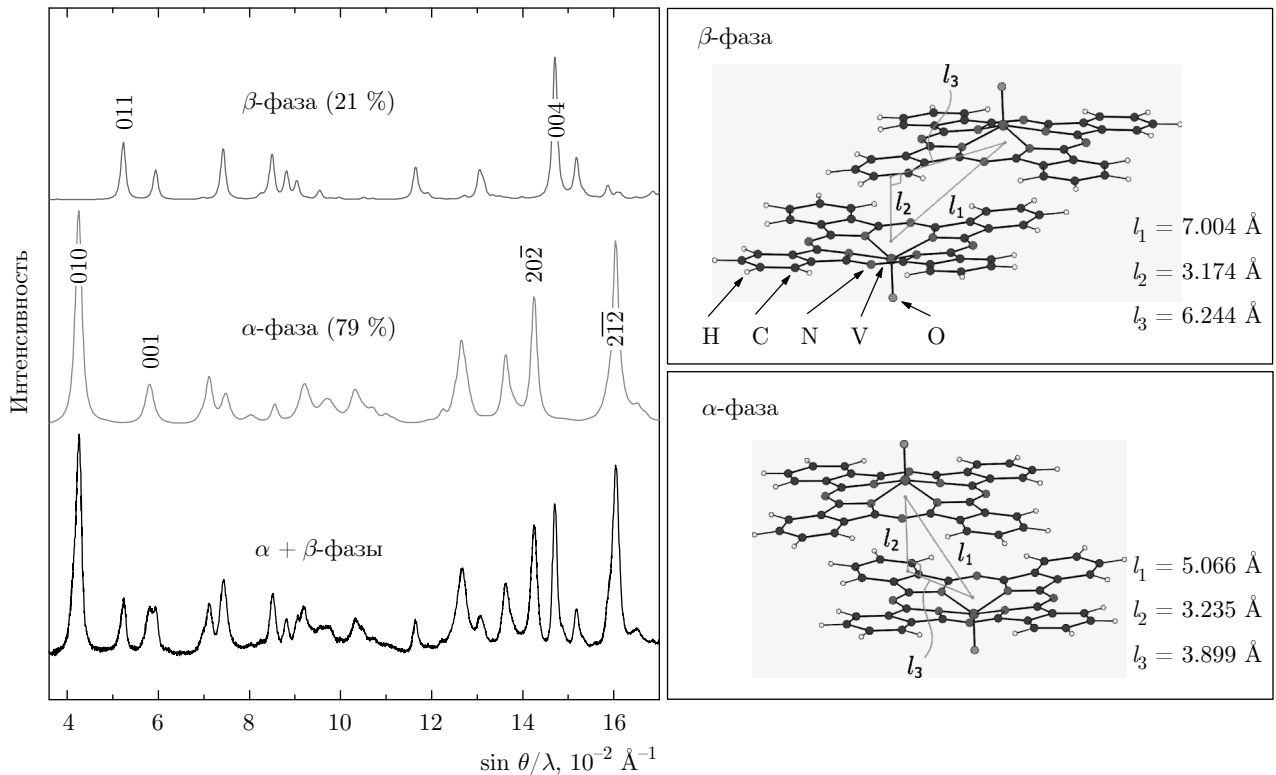 Интенсивность
β-фаза (21 %)
011
004
α-фаза (79 %)
010
001
202̅
2̅1̅2
α + β-фазы
4 6 8 10 12 14 16
sin θ/λ, 10⁻² Å⁻¹
β-фаза
l₃
l₂
l₁
l₁ = 7.004 Å
l₂ = 3.174 Å
l₃ = 6.244 Å
H C N V O
α-фаза
l₂
l₁
l₃
l₁ = 5.066 Å
l₂ = 3.235 Å
l₃ = 3.899 Å